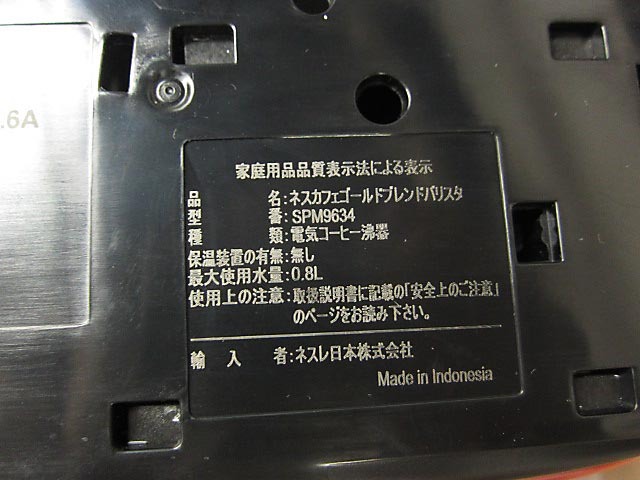 .6A
家庭用品品質表示法による表示
品 名:ネスカフェゴールドブレンドバリスタ
型 番:SPM9634
種 類:電気コーヒー沸器
保温装置の有無:無し
最大使用水量:0.8L
使用上の注意:取扱説明書に記載の「安全上のご注意」
のページをお読み下さい。
輸 入 者:ネスレ日本株式会社
Made in Indonesia